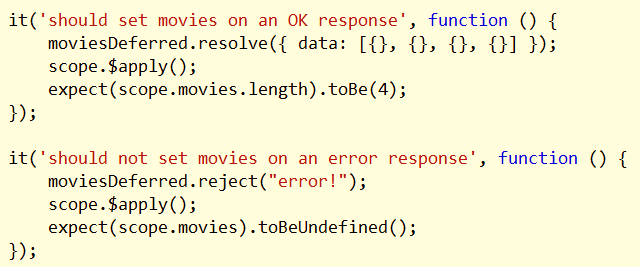 it('should set movies on an OK response', function () {
    moviesDeferred.resolve({ data: [{}, {}, {}, {}] });
    scope.$apply();
    expect(scope.movies.length).toBe(4);
});

it('should not set movies on an error response', function () {
    moviesDeferred.reject("error!");
    scope.$apply();
    expect(scope.movies).toBeUndefined();
});